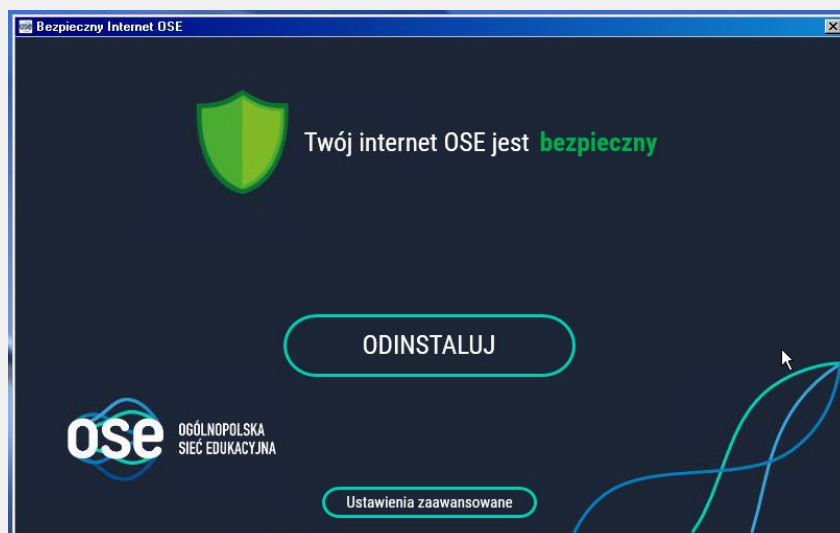 Bezpieczny Internet OSE
Twój internet OSE jest bezpieczny
ODINSTALUJ
ose OGÓLNOPOLSKA
SIEĆ EDUKACYJNA
Ustawienia zaawansowane